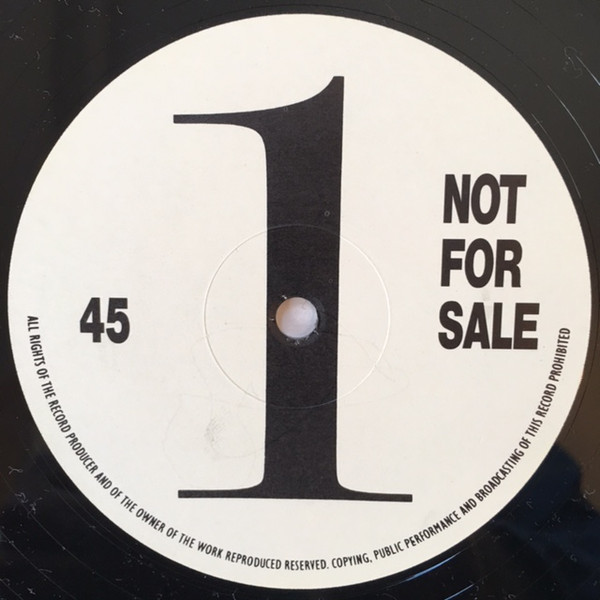 1
NOT
FOR
SALE
45
ALL RIGHTS OF THE RECORD PRODUCER AND OF THE OWNER OF THE WORK REPRODUCED RESERVED. COPYING, PUBLIC PERFORMANCE AND BROADCASTING OF THIS RECORD PROHIBITED